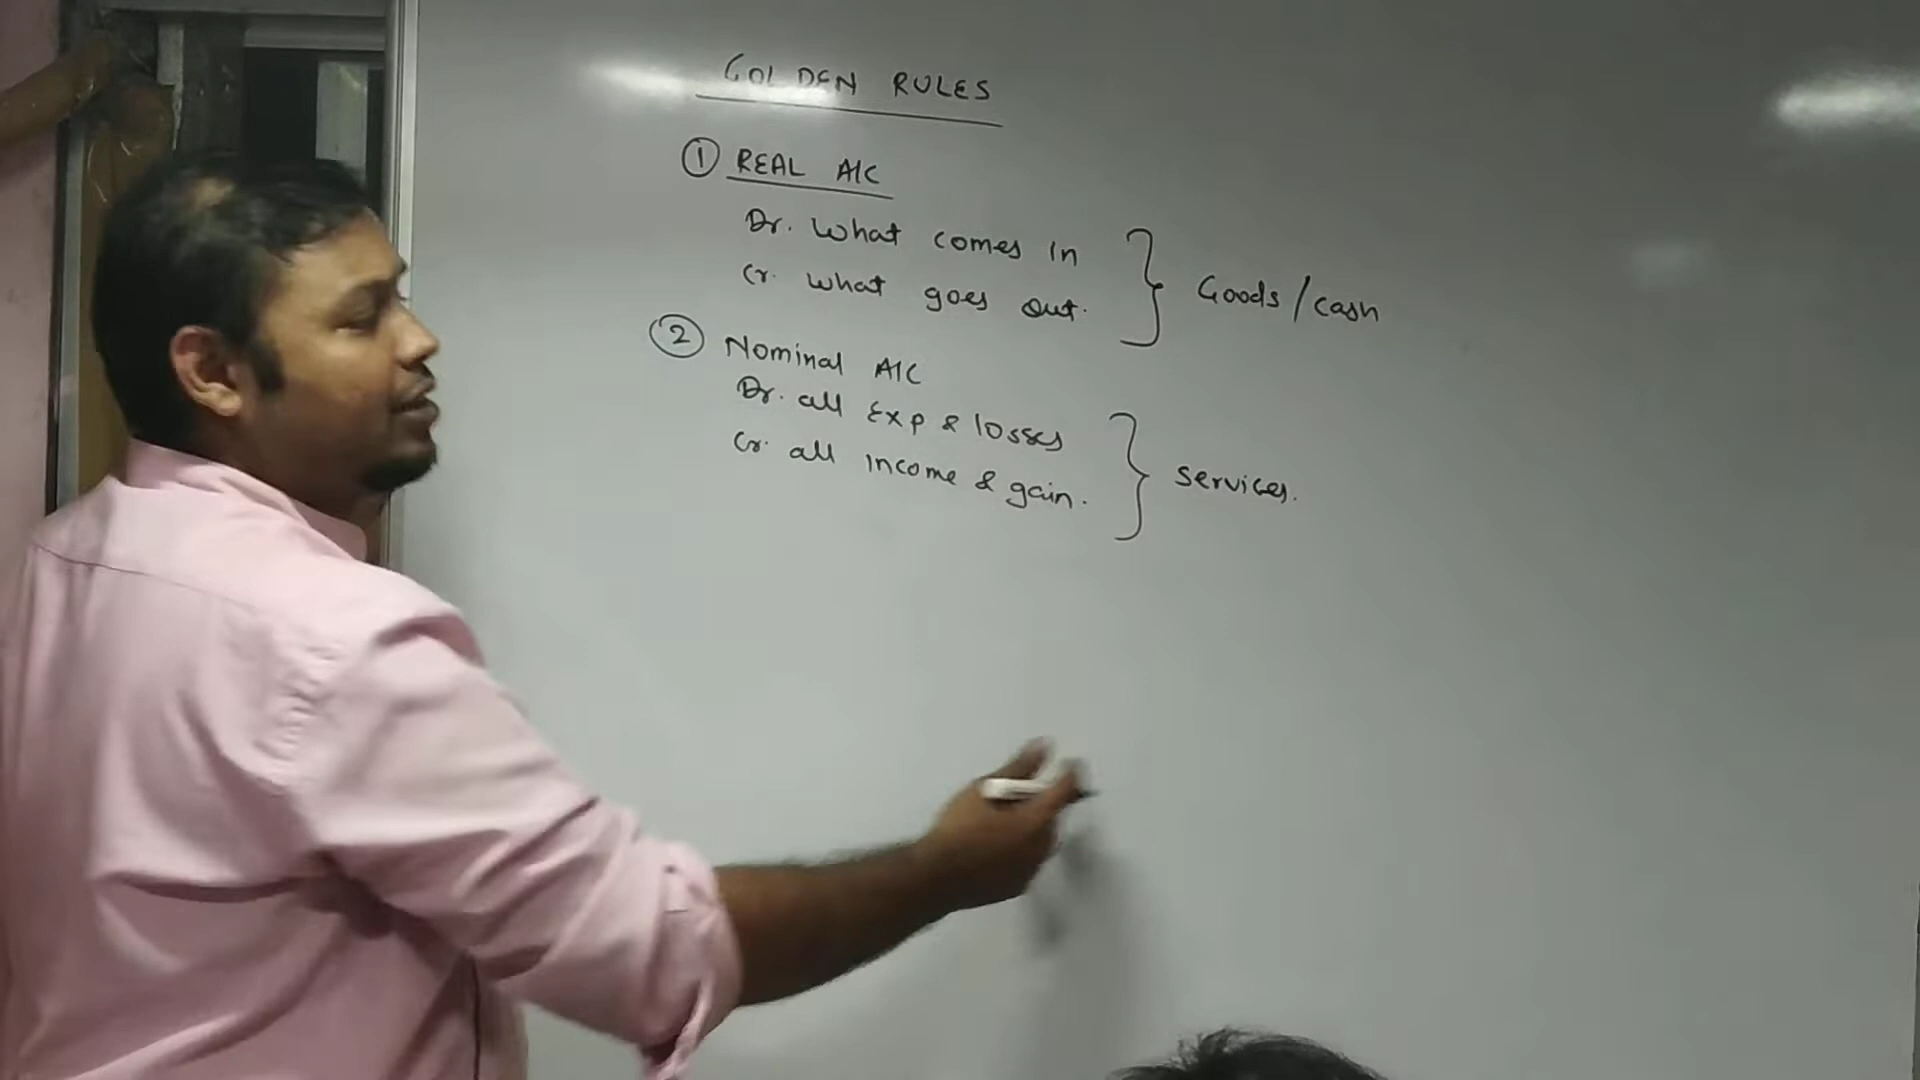 GOLDEN RULES
① REAL A/C
Dr. What comes in
Cr. what goes out.
Goods/cash
② Nominal A/C
Dr. all Exp & losses
Cr. all income & gain.
services.